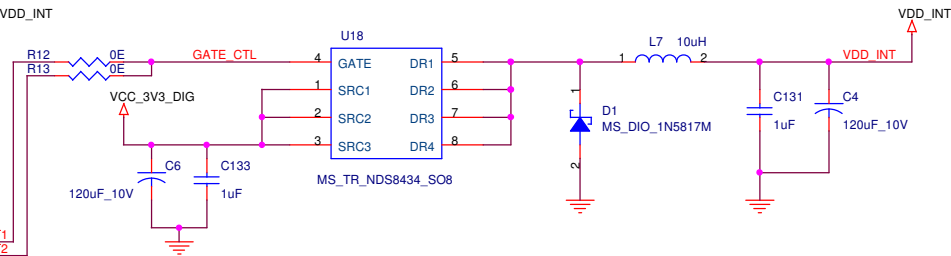 VDD_INT
VDD_INT
U18
R12 0E
R13 0E
GATE_CTL
4 GATE DR1 5
1 SRC1 DR2 6
2 SRC2 DR3 7
3 SRC3 DR4 8
MS_TR_NDS8434_SO8
VCC_3V3_DIG
C6
120uF_10V
C133
1uF
1
D1
MS_DIO_1N5817M
2
L7 10uH
1 2
VDD_INT
C131
1uF
C4
120uF_10V
2